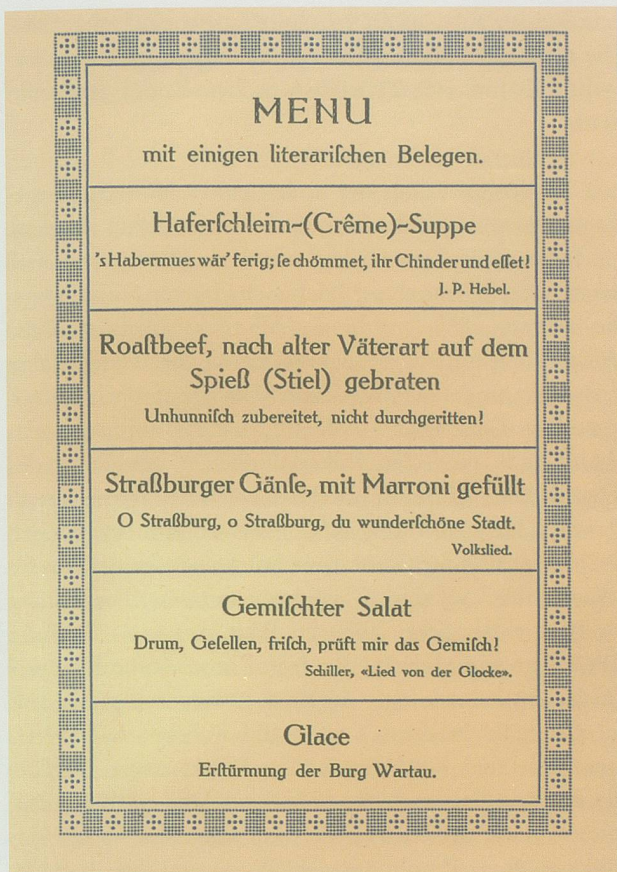 MENU
mit einigen literariſchen Belegen.
Haferſchleim-(Crême)-Suppe
's Habermues wär' ferig; ſe chömmet, ihr Chinder und eſſet!
J. P. Hebel.
Roaſtbeef, nach alter Väterart auf dem
Spieß (Stiel) gebraten
Unhunniſch zubereitet, nicht durchgeritten!
Straßburger Gänſe, mit Marroni gefüllt
O Straßburg, o Straßburg, du wunderſchöne Stadt.
Volkslied.
Gemiſchter Salat
Drum, Geſellen, friſch, prüft mir das Gemiſch!
Schiller, «Lied von der Glocke».
Glace
Erſtürmung der Burg Wartau.